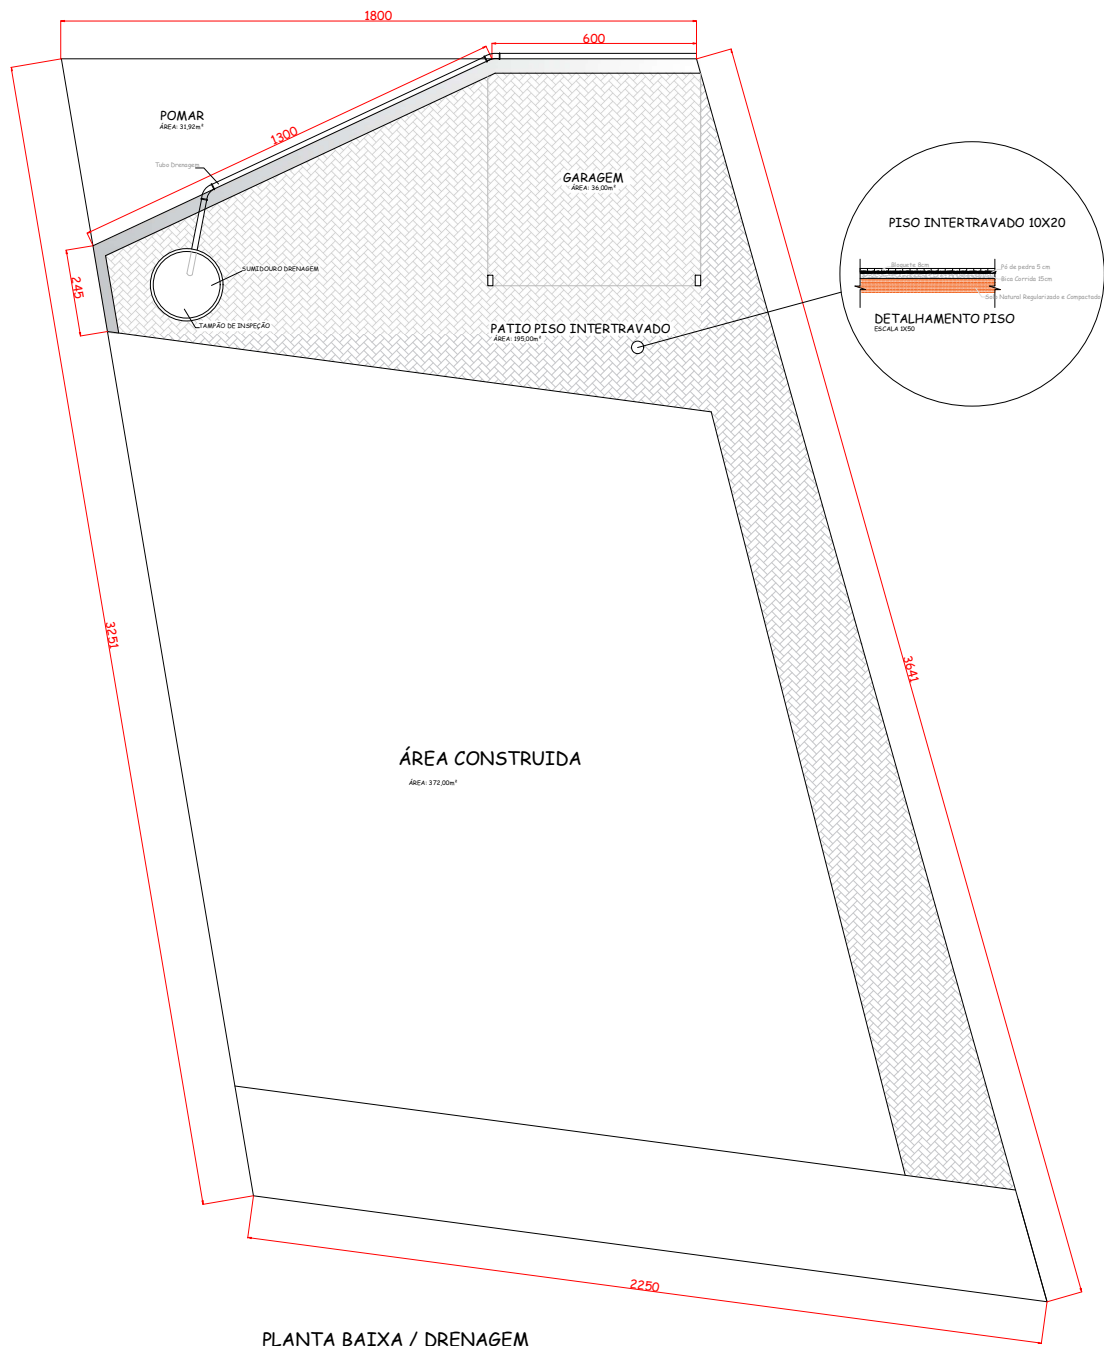 1800
600
POMAR
ÁREA: 31,92m²
1300
Tubo Drenagem
GARAGEM
ÁREA: 36,00m²
PISO INTERTRAVADO 10X20
Bloquete 8cm
Pó de pedra 5 cm
Bica Corrida 15cm
Solo Natural Regularizado e Compactado
DETALHAMENTO PISO
ESCALA 1X50
245
SUMIDOURO DRENAGEM
TAMPÃO DE INSPEÇÃO
PATIO PISO INTERTRAVADO
ÁREA: 195,00m²
3251
3641
ÁREA CONSTRUIDA
ÁREA: 372,00m²
2250
PLANTA BAIXA / DRENAGEM